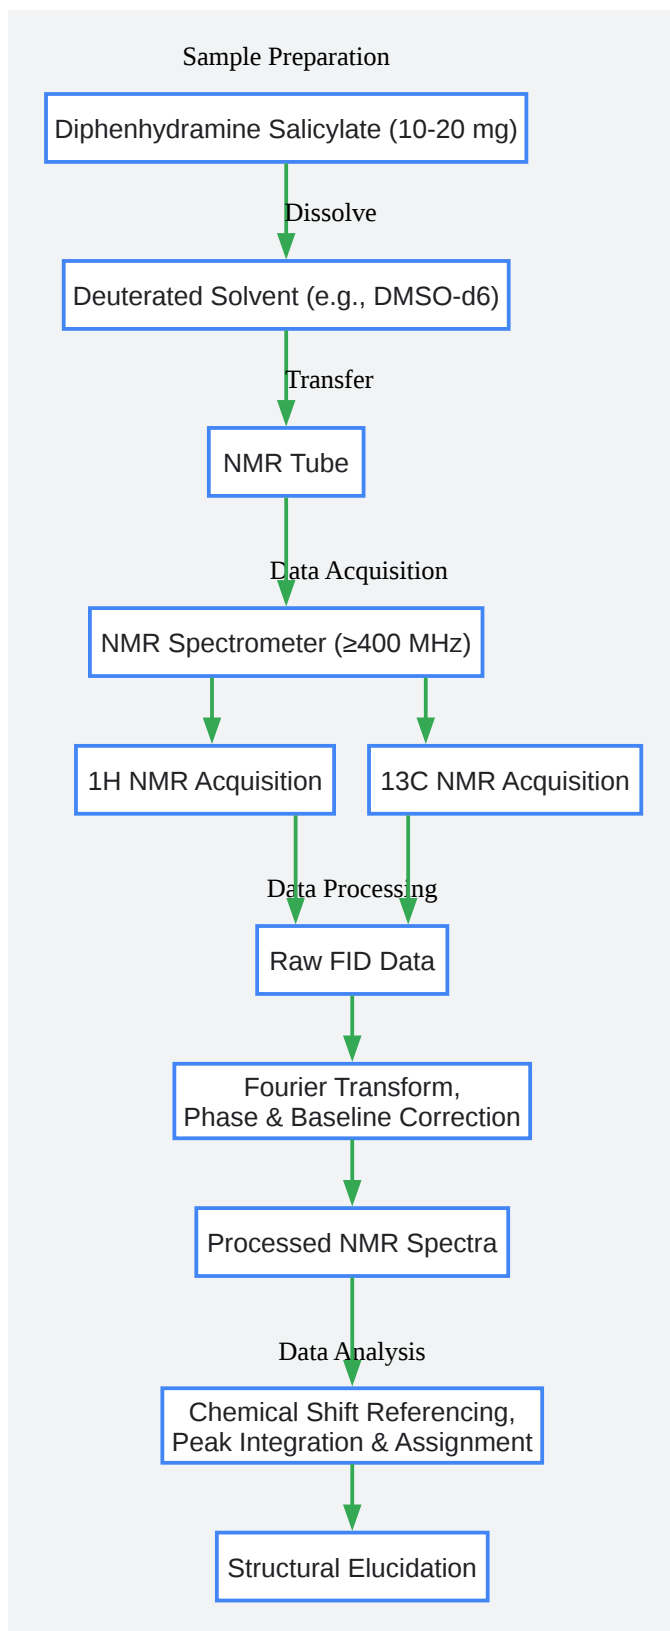 Sample Preparation
Diphenhydramine Salicylate (10-20 mg)
Dissolve
Deuterated Solvent (e.g., DMSO-d6)
Transfer
NMR Tube
Data Acquisition
NMR Spectrometer (≥400 MHz)
1H NMR Acquisition
13C NMR Acquisition
Data Processing
Raw FID Data
Fourier Transform,
Phase & Baseline Correction
Processed NMR Spectra
Data Analysis
Chemical Shift Referencing,
Peak Integration & Assignment
Structural Elucidation